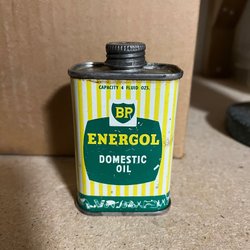 CAPACITY 4 FLUID OZS.
BP
ENERGOL
DOMESTIC
OIL